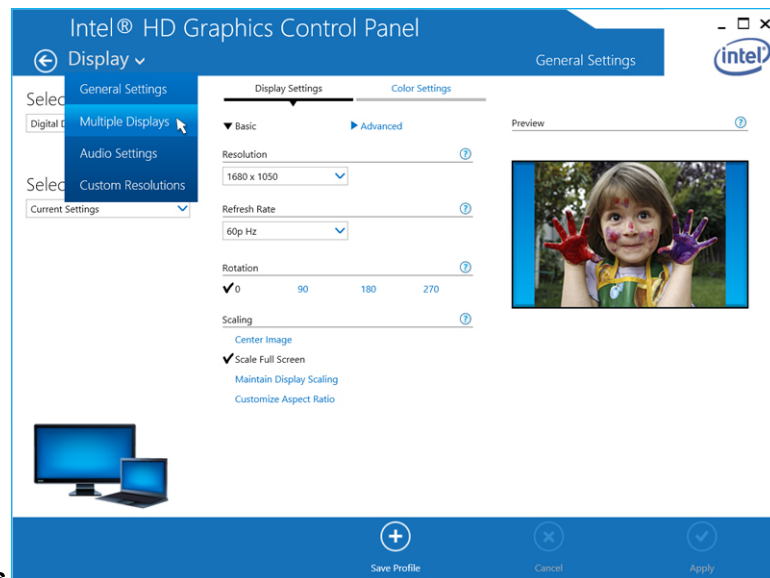 Intel® HD Graphics Control Panel
Display
General Settings
intel
General Settings
Multiple Displays
Audio Settings
Custom Resolutions
Selec
Digital D
Selec
Current Settings
Display Settings
Color Settings
Basic
Advanced
Resolution
1680 x 1050
Refresh Rate
60p Hz
Rotation
0 90 180 270
Scaling
Center Image
Scale Full Screen
Maintain Display Scaling
Customize Aspect Ratio
Preview
Save Profile
Cancel
Apply